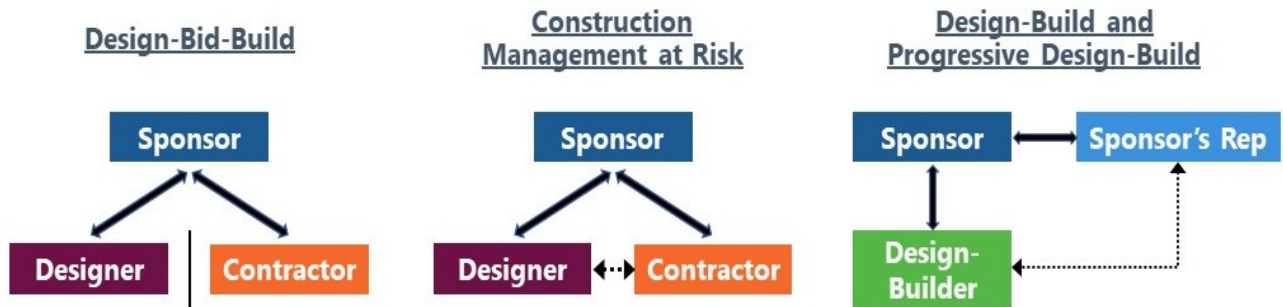 Design-Bid-Build
Sponsor
Designer
Contractor
Construction
Management at Risk
Sponsor
Designer
Contractor
Design-Build and
Progressive Design-Build
Sponsor
Sponsor's Rep
Design-
Builder